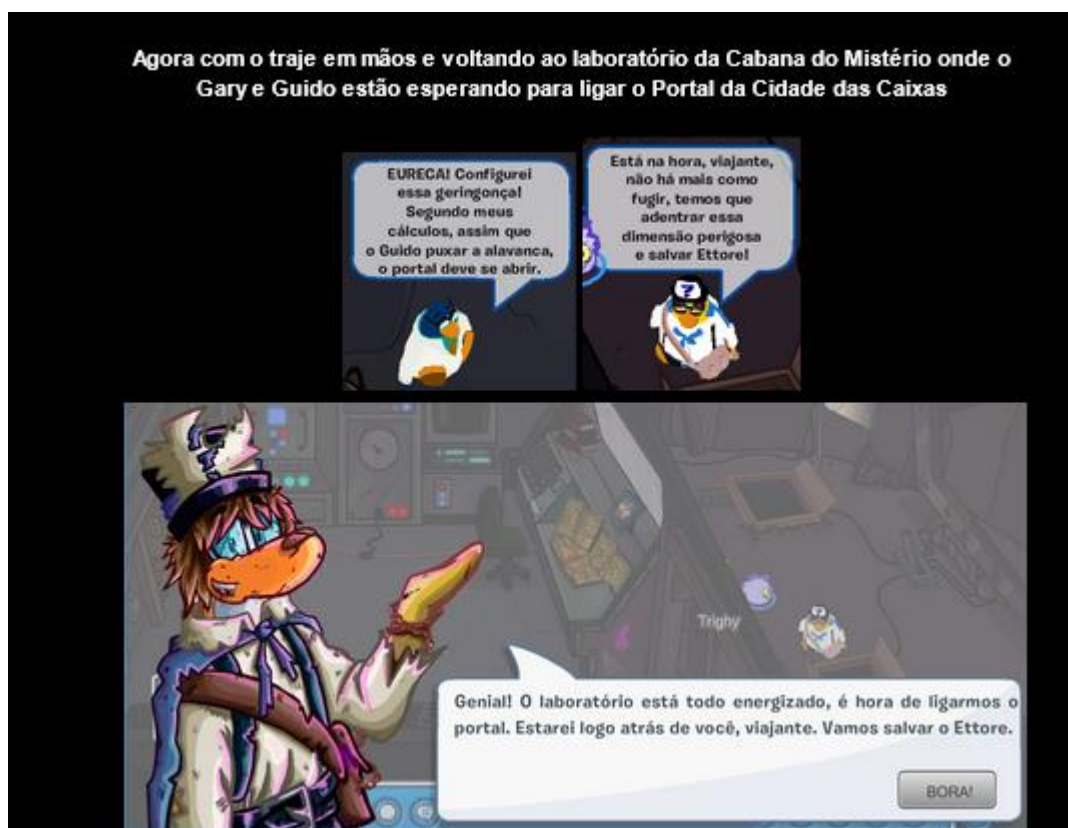 Agora com o traje em mãos e voltando ao laboratório da Cabana do Mistério onde o
Gary e Guido estão esperando para ligar o Portal da Cidade das Caixas
EURECA! Configurei
essa geringonça!
Segundo meus
cálculos, assim que
o Guido puxar a alavanca,
o portal deve se abrir.
Está na hora, viajante,
não há mais como
fugir, temos que
adentrar essa
dimensão perigosa
e salvar Ettore!
?
Trighy
Genial! O laboratório está todo energizado, é hora de ligarmos o
portal. Estarei logo atrás de você, viajante. Vamos salvar o Ettore.
BORA!